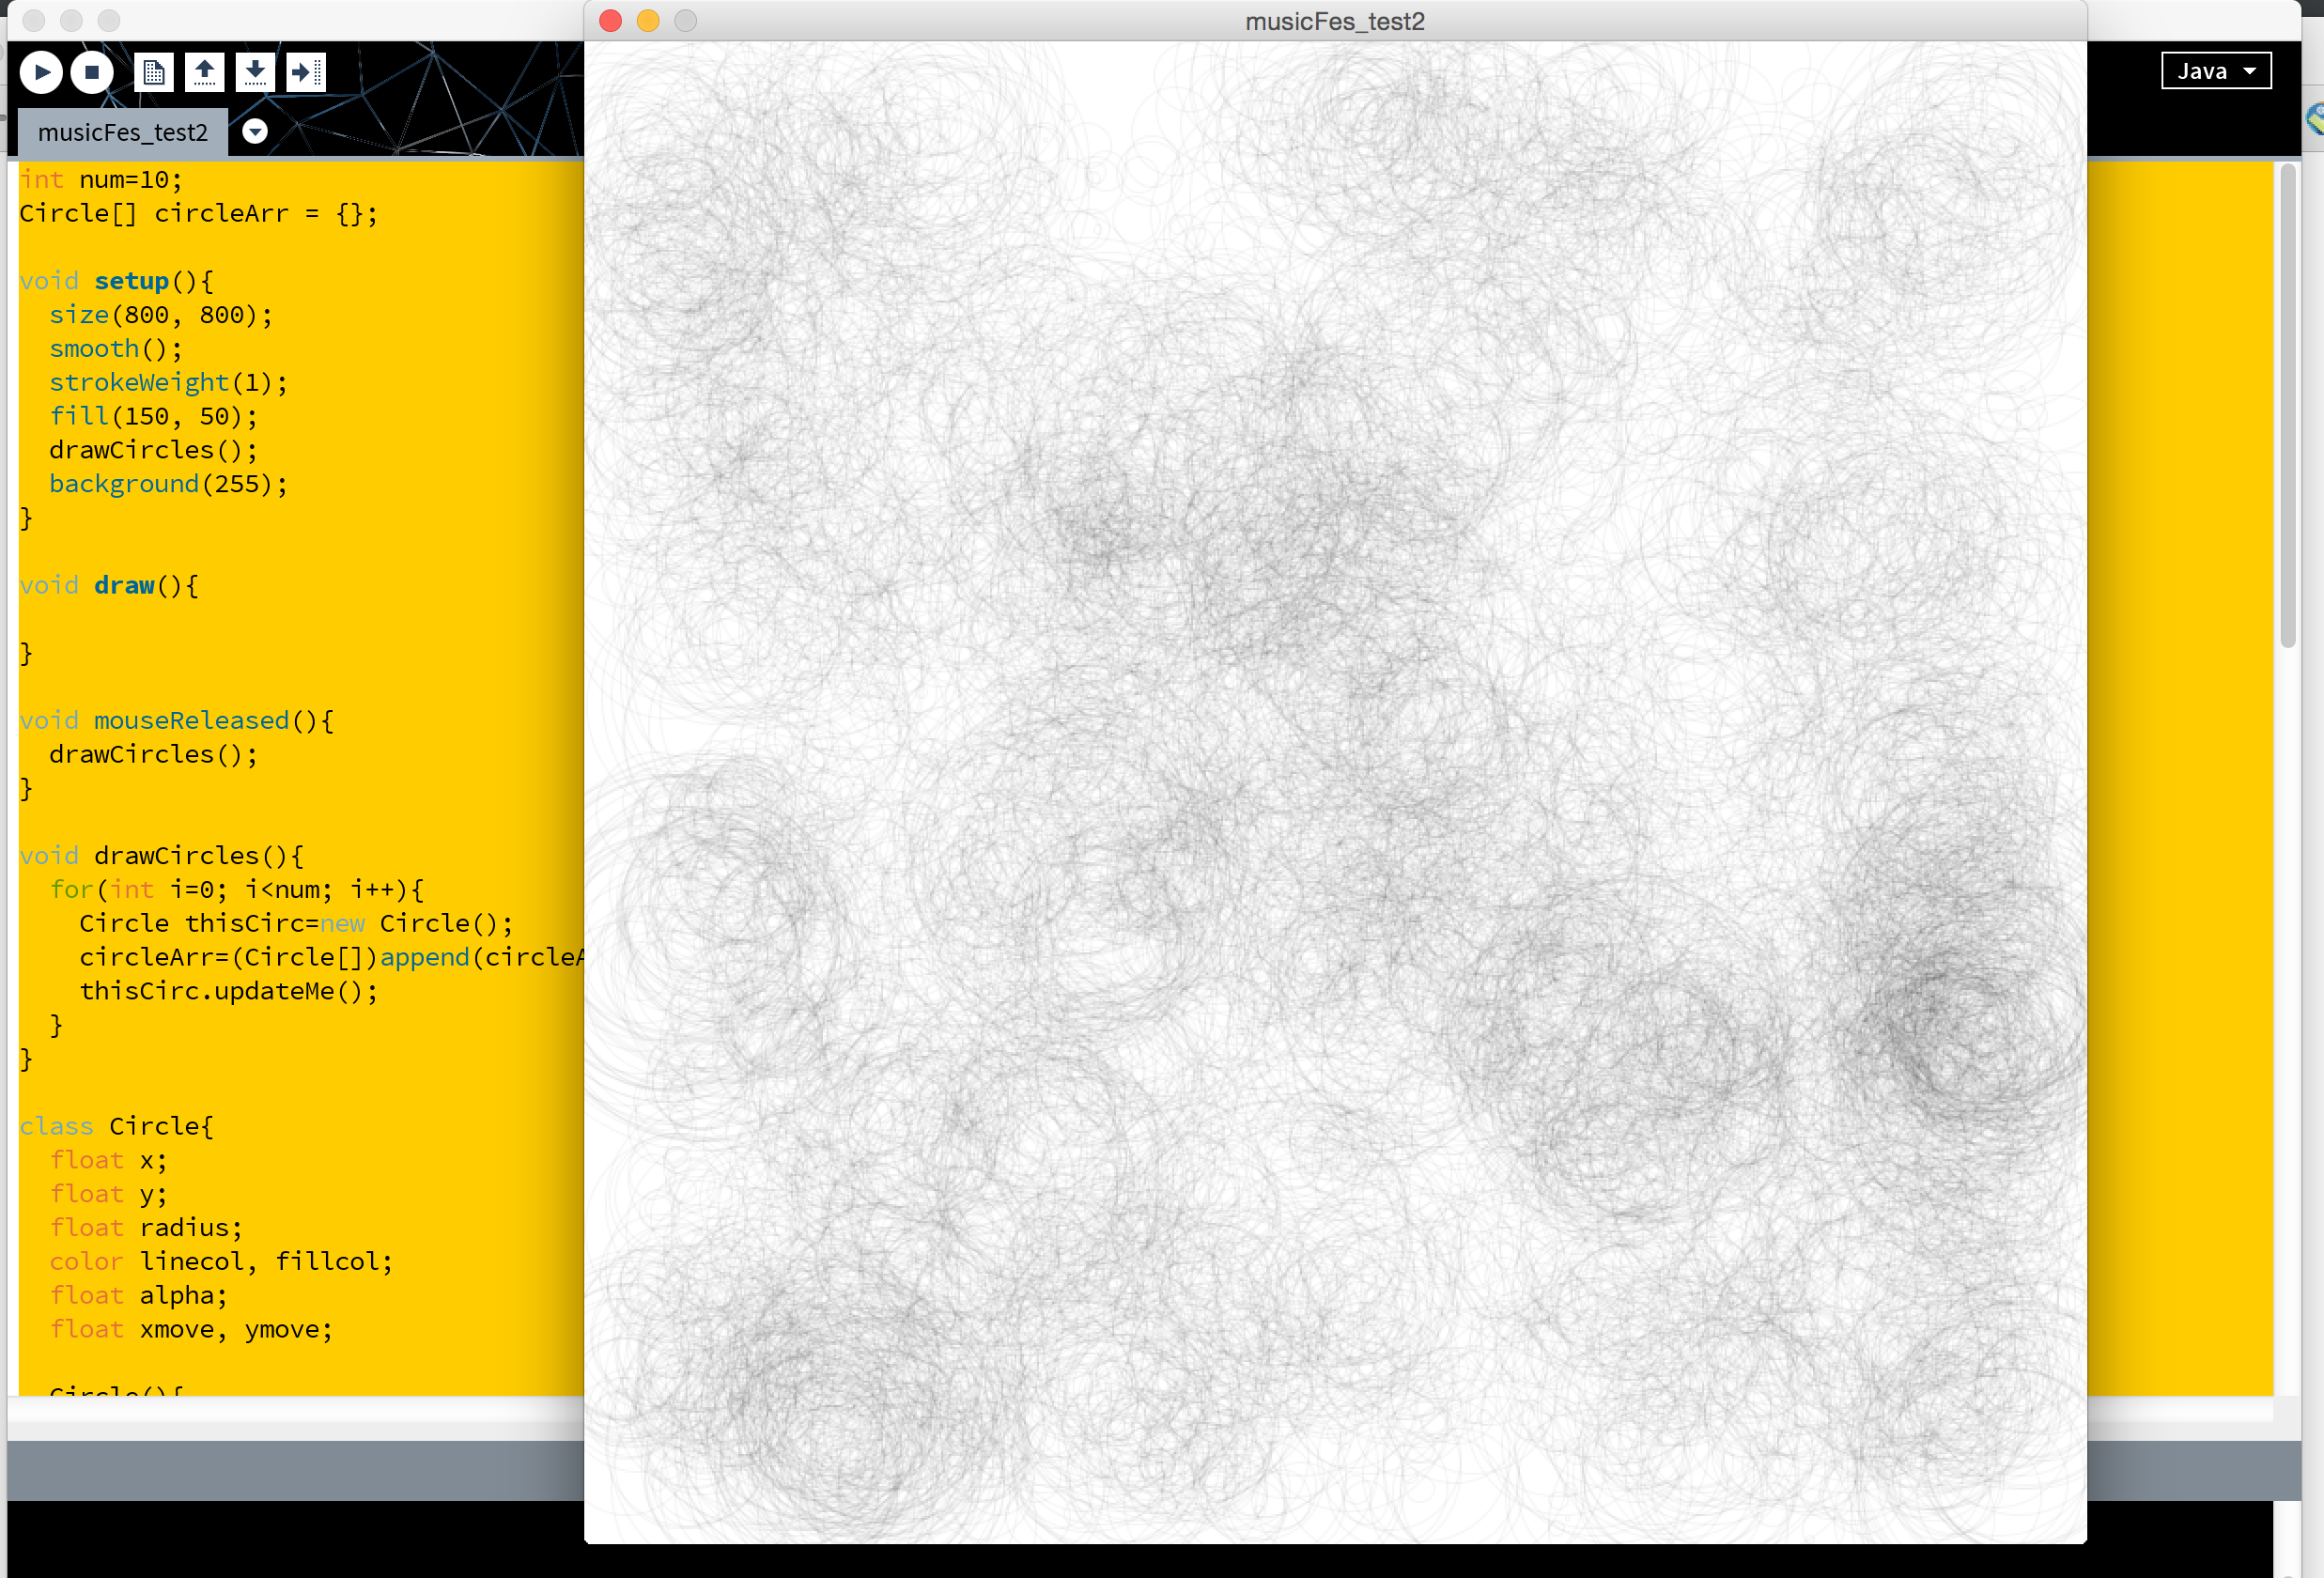 musicFes_test2
Java
musicFes_test2
int num=10;
Circle[] circleArr = {};
void setup(){
  size(800, 800);
  smooth();
  strokeWeight(1);
  fill(150, 50);
  drawCircles();
  background(255);
}
void draw(){
}
void mouseReleased(){
  drawCircles();
}
void drawCircles(){
  for(int i=0; i<num; i++){
    Circle thisCirc=new Circle();
    circleArr=(Circle[])append(circleA
    thisCirc.updateMe();
  }
}
class Circle{
  float x;
  float y;
  float radius;
  color linecol, fillcol;
  float alpha;
  float xmove, ymove;
  Circle(){